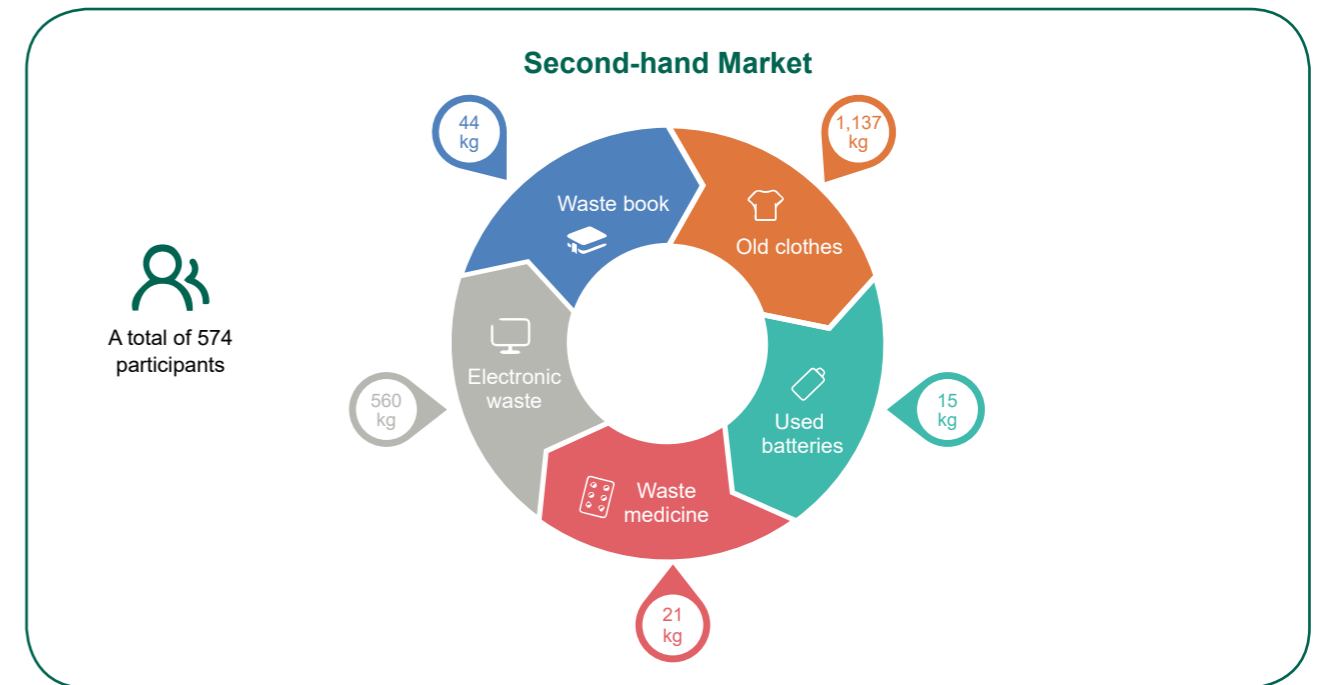 Second-hand Market
44
kg
1,137
kg
Waste book
Old clothes
A total of 574
participants
Electronic
waste
560
kg
Used
batteries
15
kg
Waste
medicine
21
kg